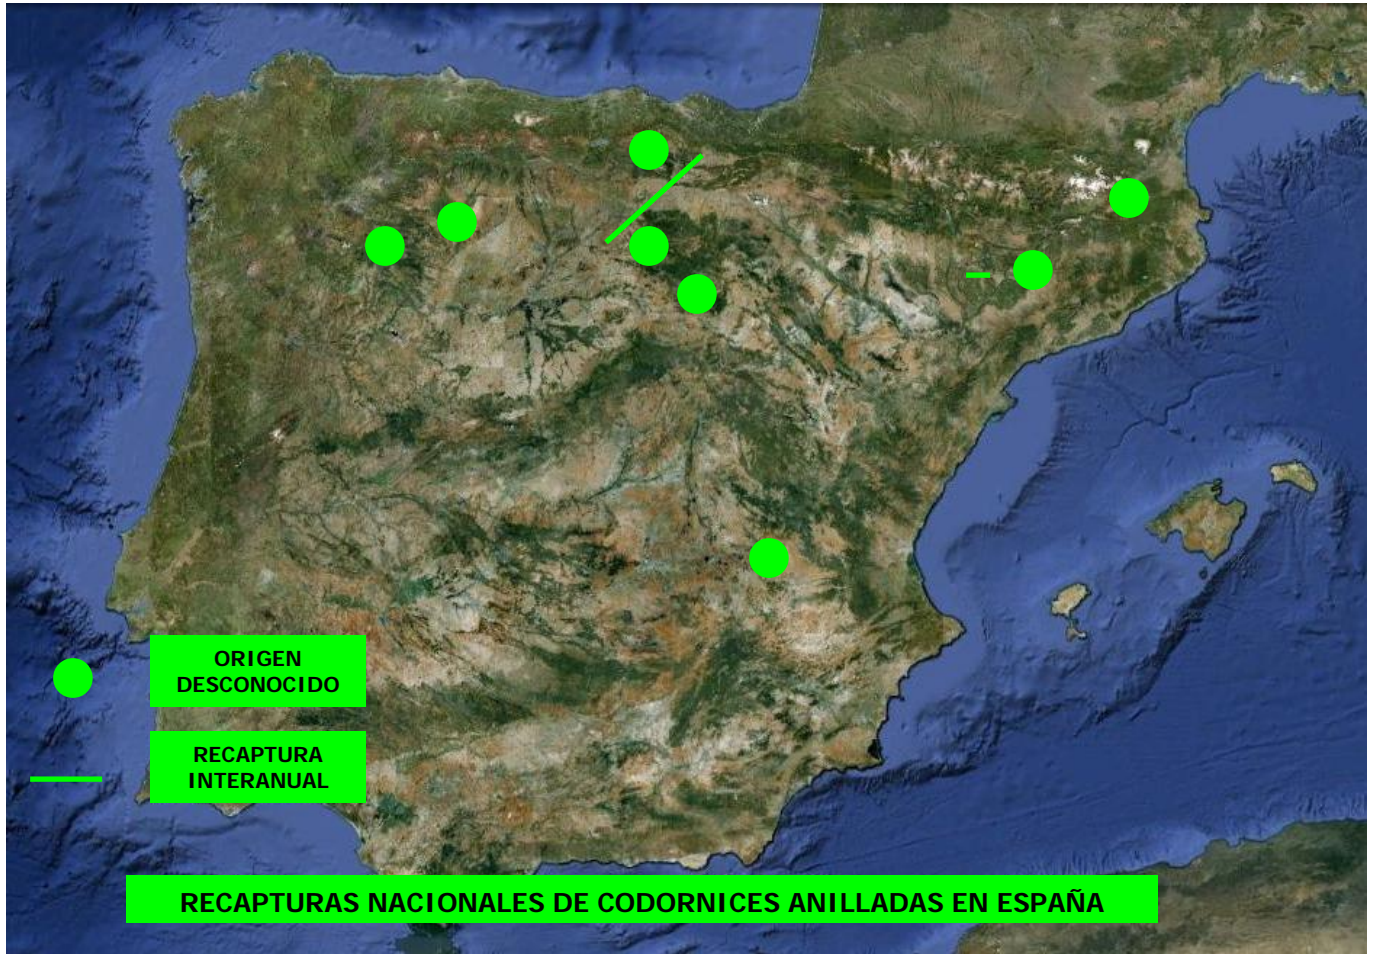 ORIGEN
DESCONOCIDO
RECAPTURA
INTERANUAL
RECAPTURAS NACIONALES DE CODORNICES ANILLADAS EN ESPAÑA